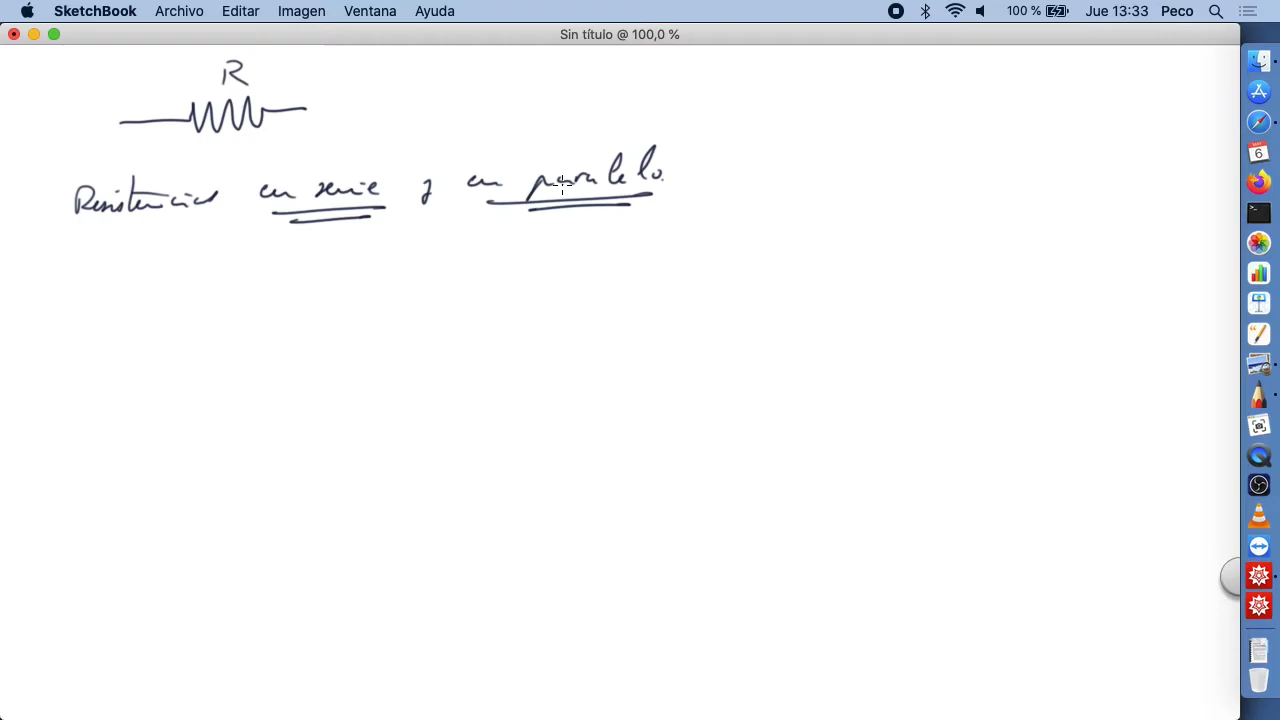 SketchBook Archivo Editar Imagen Ventana Ayuda 100 % Jue 13:33 Peco
Sin título @ 100,0 %
R
Resistencias en serie y en paralelo.
6